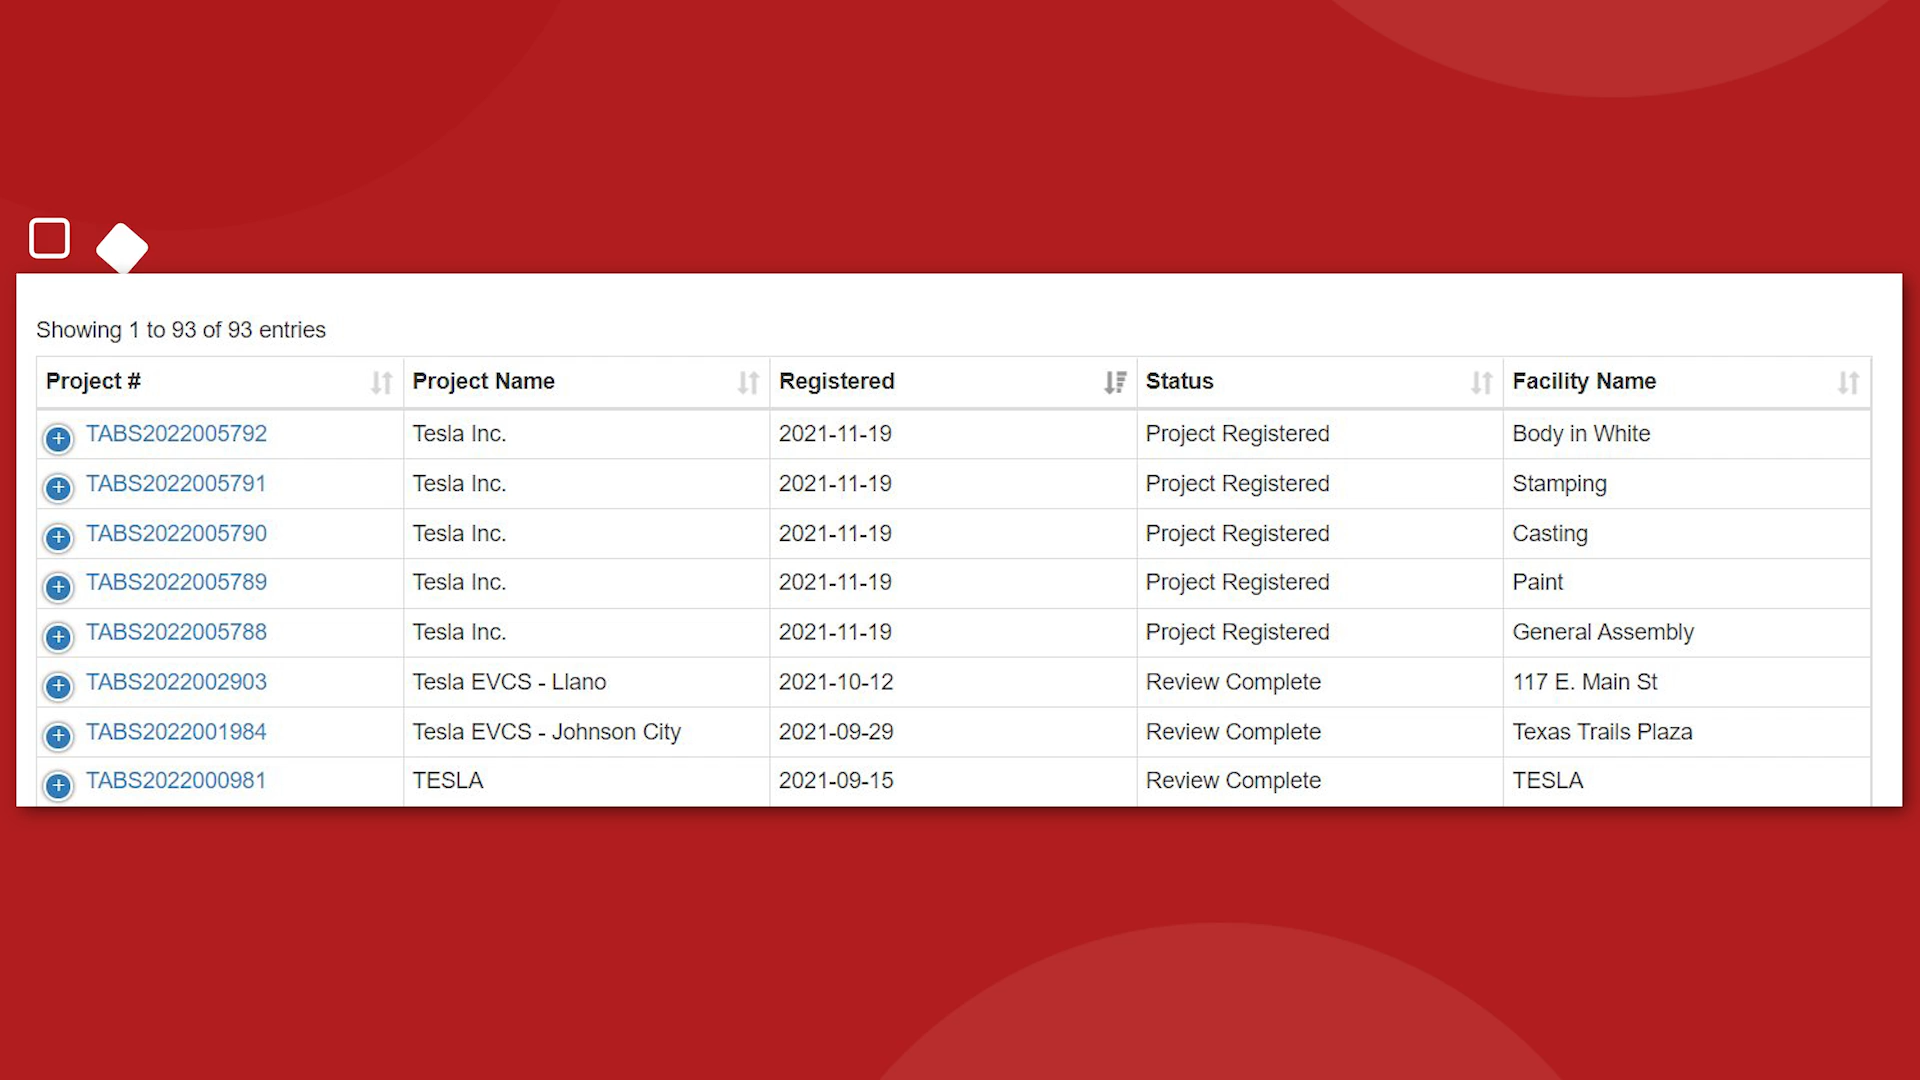 Showing 1 to 93 of 93 entries
Project # Project Name Registered Status Facility Name
TABS2022005792 Tesla Inc. 2021-11-19 Project Registered Body in White
TABS2022005791 Tesla Inc. 2021-11-19 Project Registered Stamping
TABS2022005790 Tesla Inc. 2021-11-19 Project Registered Casting
TABS2022005789 Tesla Inc. 2021-11-19 Project Registered Paint
TABS2022005788 Tesla Inc. 2021-11-19 Project Registered General Assembly
TABS2022002903 Tesla EVCS - Llano 2021-10-12 Review Complete 117 E. Main St
TABS2022001984 Tesla EVCS - Johnson City 2021-09-29 Review Complete Texas Trails Plaza
TABS2022000981 TESLA 2021-09-15 Review Complete TESLA